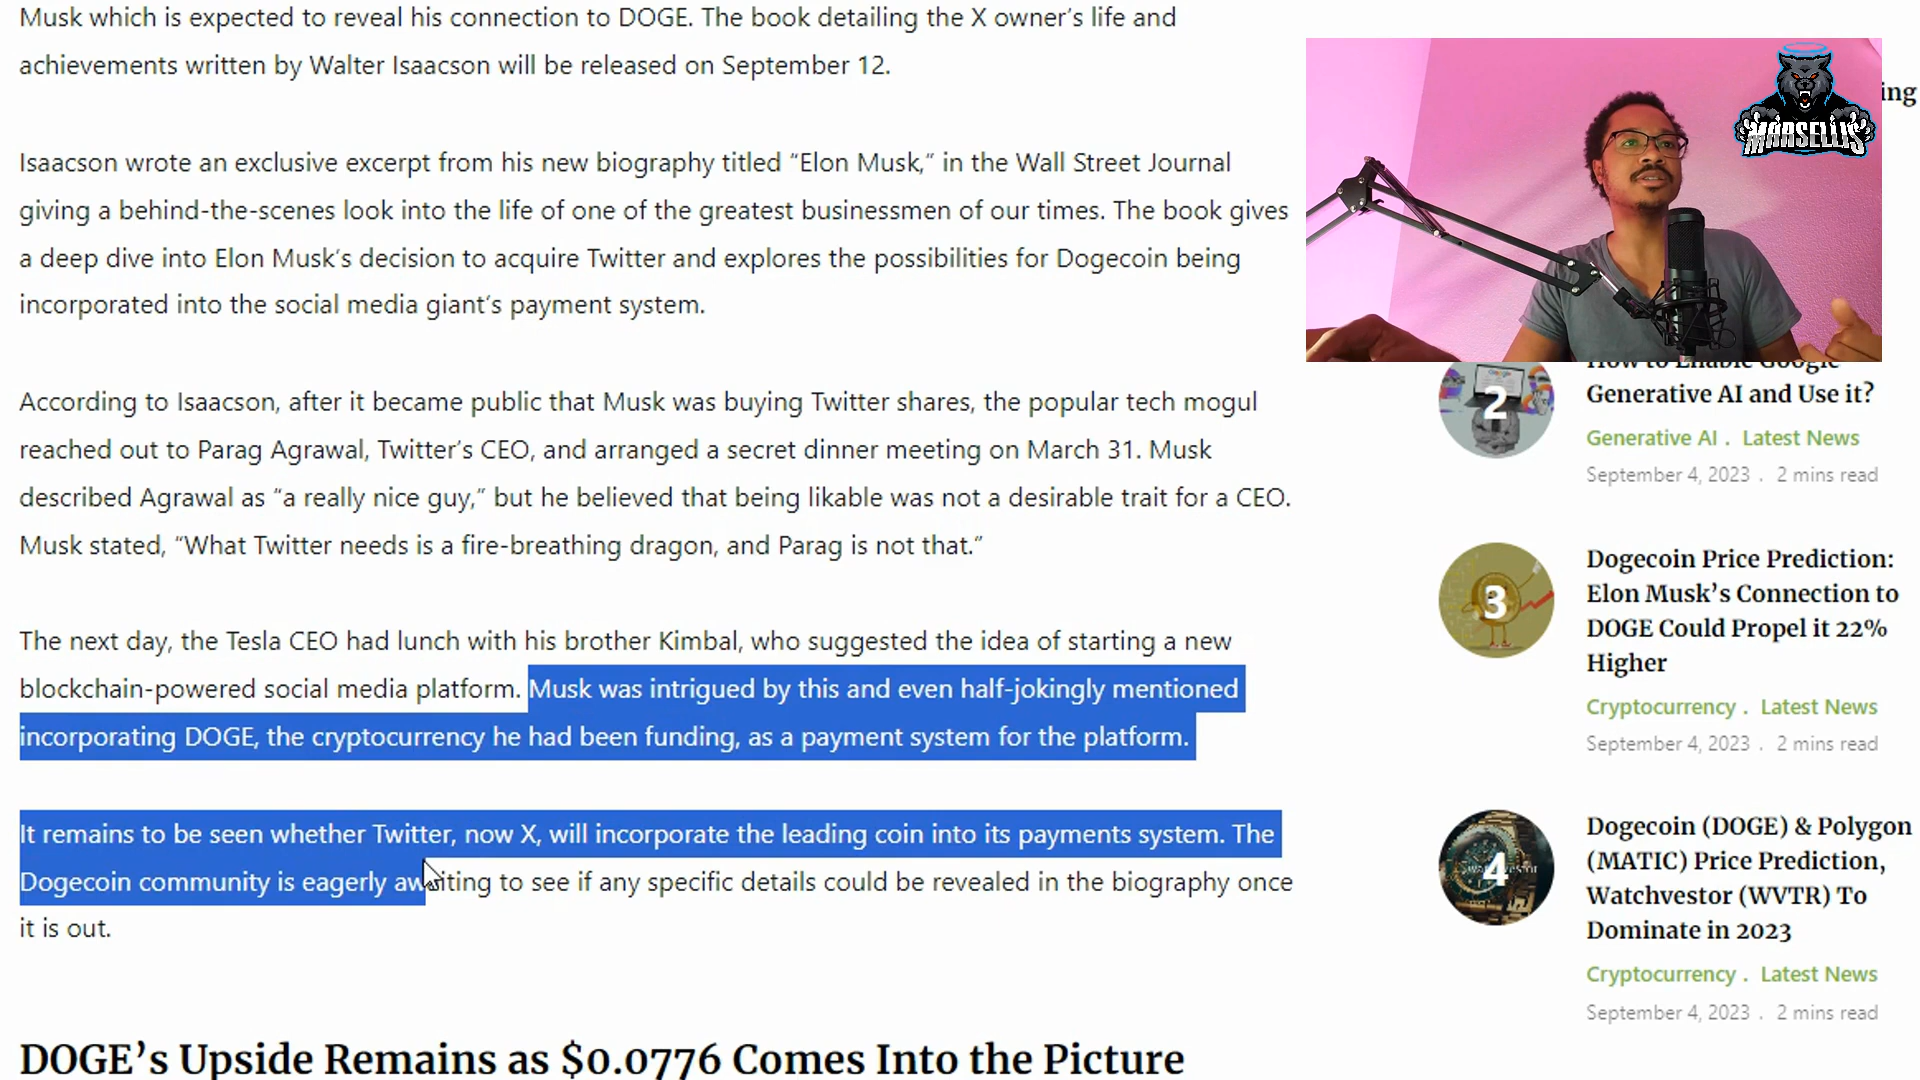 Musk which is expected to reveal his connection to DOGE. The book detailing the X owner’s life and
achievements written by Walter Isaacson will be released on September 12.
Isaacson wrote an exclusive excerpt from his new biography titled “Elon Musk,” in the Wall Street Journal
giving a behind-the-scenes look into the life of one of the greatest businessmen of our times. The book gives
a deep dive into Elon Musk’s decision to acquire Twitter and explores the possibilities for Dogecoin being
incorporated into the social media giant’s payment system.
According to Isaacson, after it became public that Musk was buying Twitter shares, the popular tech mogul
reached out to Parag Agrawal, Twitter’s CEO, and arranged a secret dinner meeting on March 31. Musk
described Agrawal as “a really nice guy,” but he believed that being likable was not a desirable trait for a CEO.
Musk stated, “What Twitter needs is a fire-breathing dragon, and Parag is not that.”
The next day, the Tesla CEO had lunch with his brother Kimbal, who suggested the idea of starting a new
blockchain-powered social media platform. Musk was intrigued by this and even half-jokingly mentioned
incorporating DOGE, the cryptocurrency he had been funding, as a payment system for the platform.
It remains to be seen whether Twitter, now X, will incorporate the leading coin into its payments system. The
Dogecoin community is eagerly awaiting to see if any specific details could be revealed in the biography once
it is out.
DOGE’s Upside Remains as $0.0776 Comes Into the Picture
MARSELLIS
ing
2
How to Enable Google
Generative AI and Use it?
Generative AI . Latest News
September 4, 2023 . 2 mins read
3
Dogecoin Price Prediction:
Elon Musk’s Connection to
DOGE Could Propel it 22%
Higher
Cryptocurrency . Latest News
September 4, 2023 . 2 mins read
4
Dogecoin (DOGE) & Polygon
(MATIC) Price Prediction,
Watchvestor (WVTR) To
Dominate in 2023
Cryptocurrency . Latest News
September 4, 2023 . 2 mins read